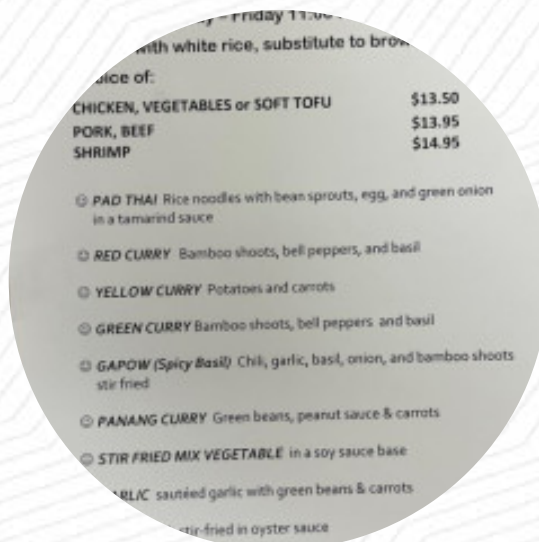 Friday 11:00
with white rice, substitute to
of:
CHICKEN, VEGETABLES or SOFT TOFU $13.50
PORK, BEEF $13.95
SHRIMP $14.95
PAD THAI Rice noodles with bean sprouts, egg, and green onion
in a tamarind sauce
RED CURRY Bamboo shoots, bell peppers, and basil
YELLOW CURRY Potatoes and carrots
GREEN CURRY Bamboo shoots, bell peppers and basil
GAPOW (Spicy Basil) Chili, garlic, basil, onion, and bamboo shoots
stir fried
PANANG CURRY Green beans, peanut sauce & carrots
STIR FRIED MIX VEGETABLE in a soy sauce base
sautéed garlic with green beans & carrots
stir-fried in oyster sauce